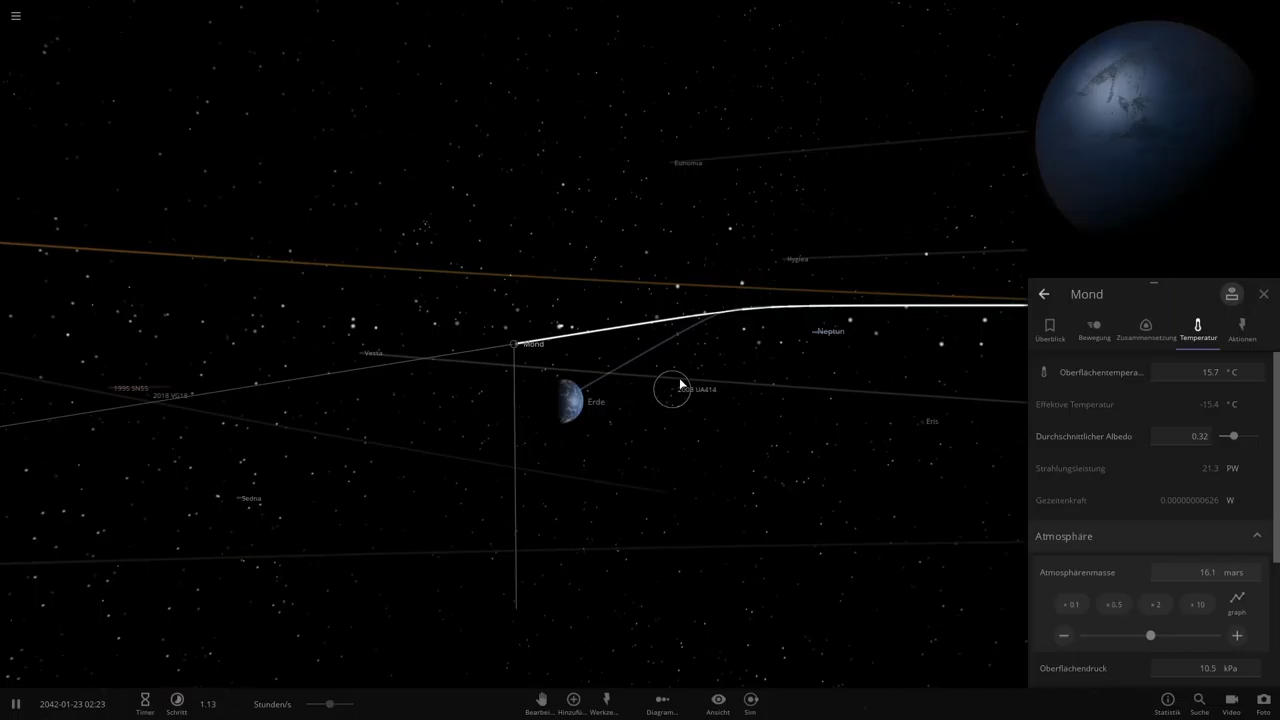 Eunomia
Hygiea
Mond
Neptun
Vesta
1995 SN55
2018 VG18
UA414
Erde
Eris
Sedna
Mond
Überblick
Bewegung
Zusammensetzung
Temperatur
Aktionen
Oberflächentempera... 15.7 ° C
Effektive Temperatur -15.4 ° C
Durchschnittlicher Albedo 0.32
Strahlungsleistung 21.3 PW
Gezeitenkraft 0.00000000626 W
Atmosphäre
Atmosphärenmasse 16.1 mars
× 0.1 × 0.5 × 2 × 10 graph
Oberflächendruck 10.5 kPa
2042-01-23 02:23
Timer
Schritt
1.13 Stunden/s
Bearbei...
Hinzufü...
Werkze...
Diagram...
Ansicht
Sim
Statistik
Suche
Video
Foto